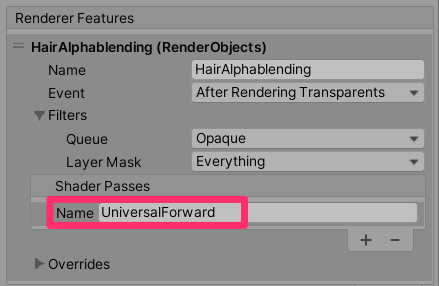 Renderer Features
HairAlphablending (RenderObjects)
Name HairAlphablending
Event After Rendering Transparents
Filters
Queue Opaque
Layer Mask Everything
Shader Passes
Name UniversalForward
+ −
Overrides